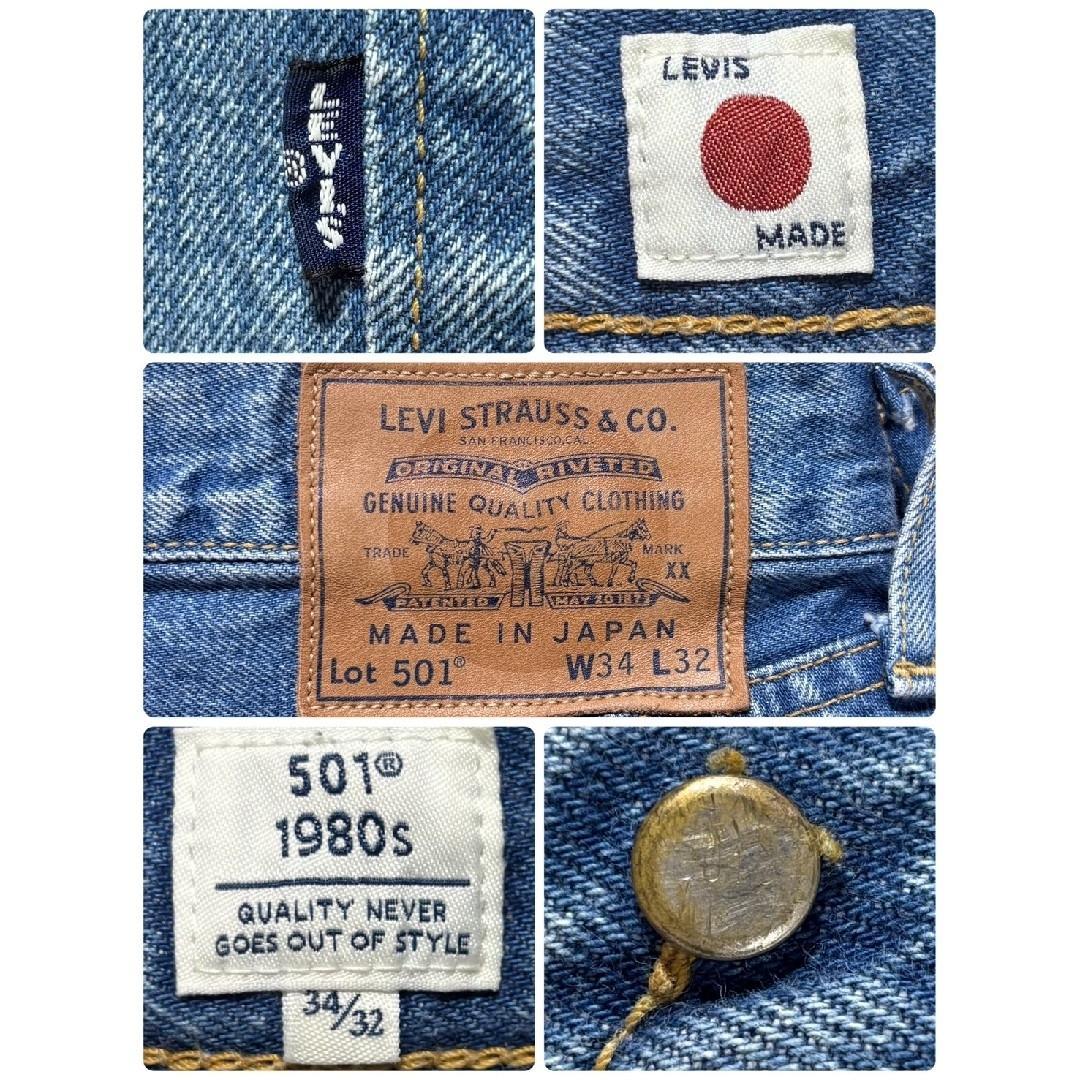 LEVI'S
®
LEVIS
MADE
LEVI STRAUSS & CO.
SAN FRANCISCO, CAL.
ORIGINAL RIVETED
GENUINE QUALITY CLOTHING
TRADE MARK
XX
PATENTED MAY 20 1873
MADE IN JAPAN
Lot 501® W34 L32
501®
1980s
QUALITY NEVER
GOES OUT OF STYLE
34/32